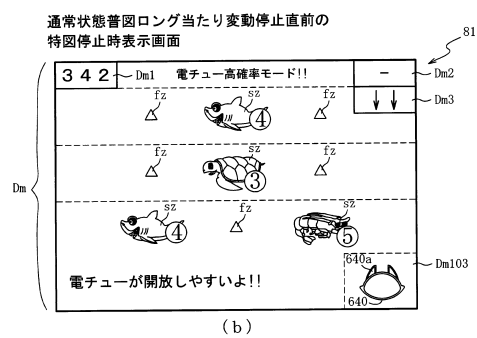 通常状態普図ロング当たり変動停止直前の
特図停止時表示画面
81
342 Dm1 電チュー高確率モード!! － Dm2
↓↓ Dm3
fz sz ④ fz
Dm
fz sz ③ fz
sz ④ fz sz ⑤
電チューが開放しやすいよ!!
640a
640
Dm103
(b)